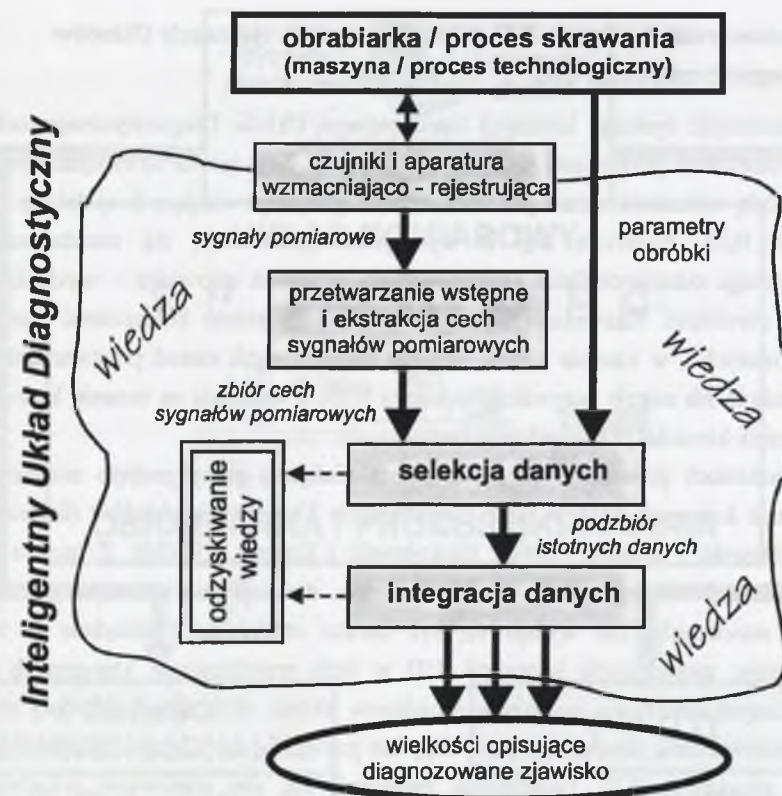 obrabiarka / proces skrawania
(maszyna / proces technologiczny)
czujniki i aparatura
wzmacniająco - rejestrująca
sygnały pomiarowe
parametry
obróbki
przetwarzanie wstępne
i ekstrakcja cech
sygnałów pomiarowych
wiedza
wiedza
zbiór cech
sygnałów pomiarowych
selekcja danych
odzyskiwanie
wiedzy
podzbiór
istotnych danych
integracja danych
wiedza
wielkości opisujące
diagnozowane zjawisko
Inteligentny Układ Diagnostyczny